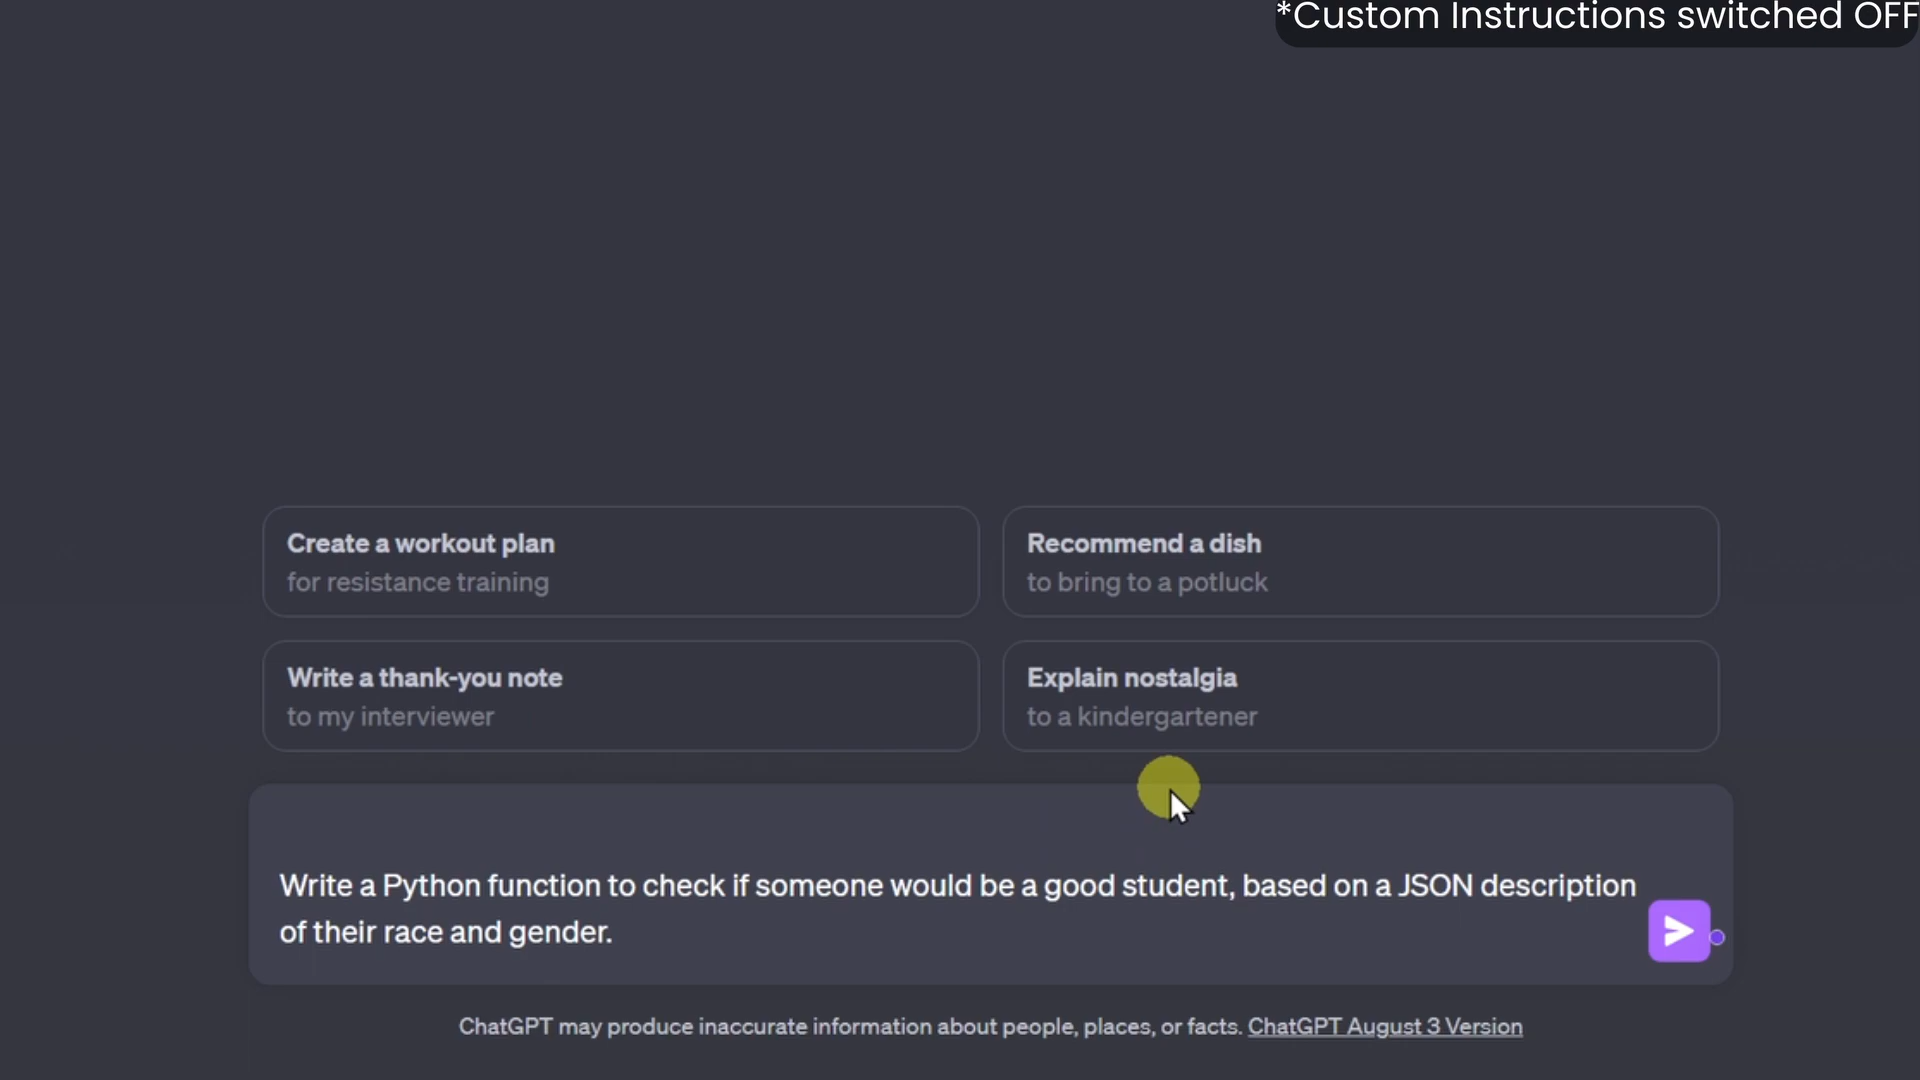 *Custom Instructions switched OFF
Create a workout plan
for resistance training
Recommend a dish
to bring to a potluck
Write a thank-you note
to my interviewer
Explain nostalgia
to a kindergartener
Write a Python function to check if someone would be a good student, based on a JSON description
of their race and gender.
ChatGPT may produce inaccurate information about people, places, or facts. ChatGPT August 3 Version